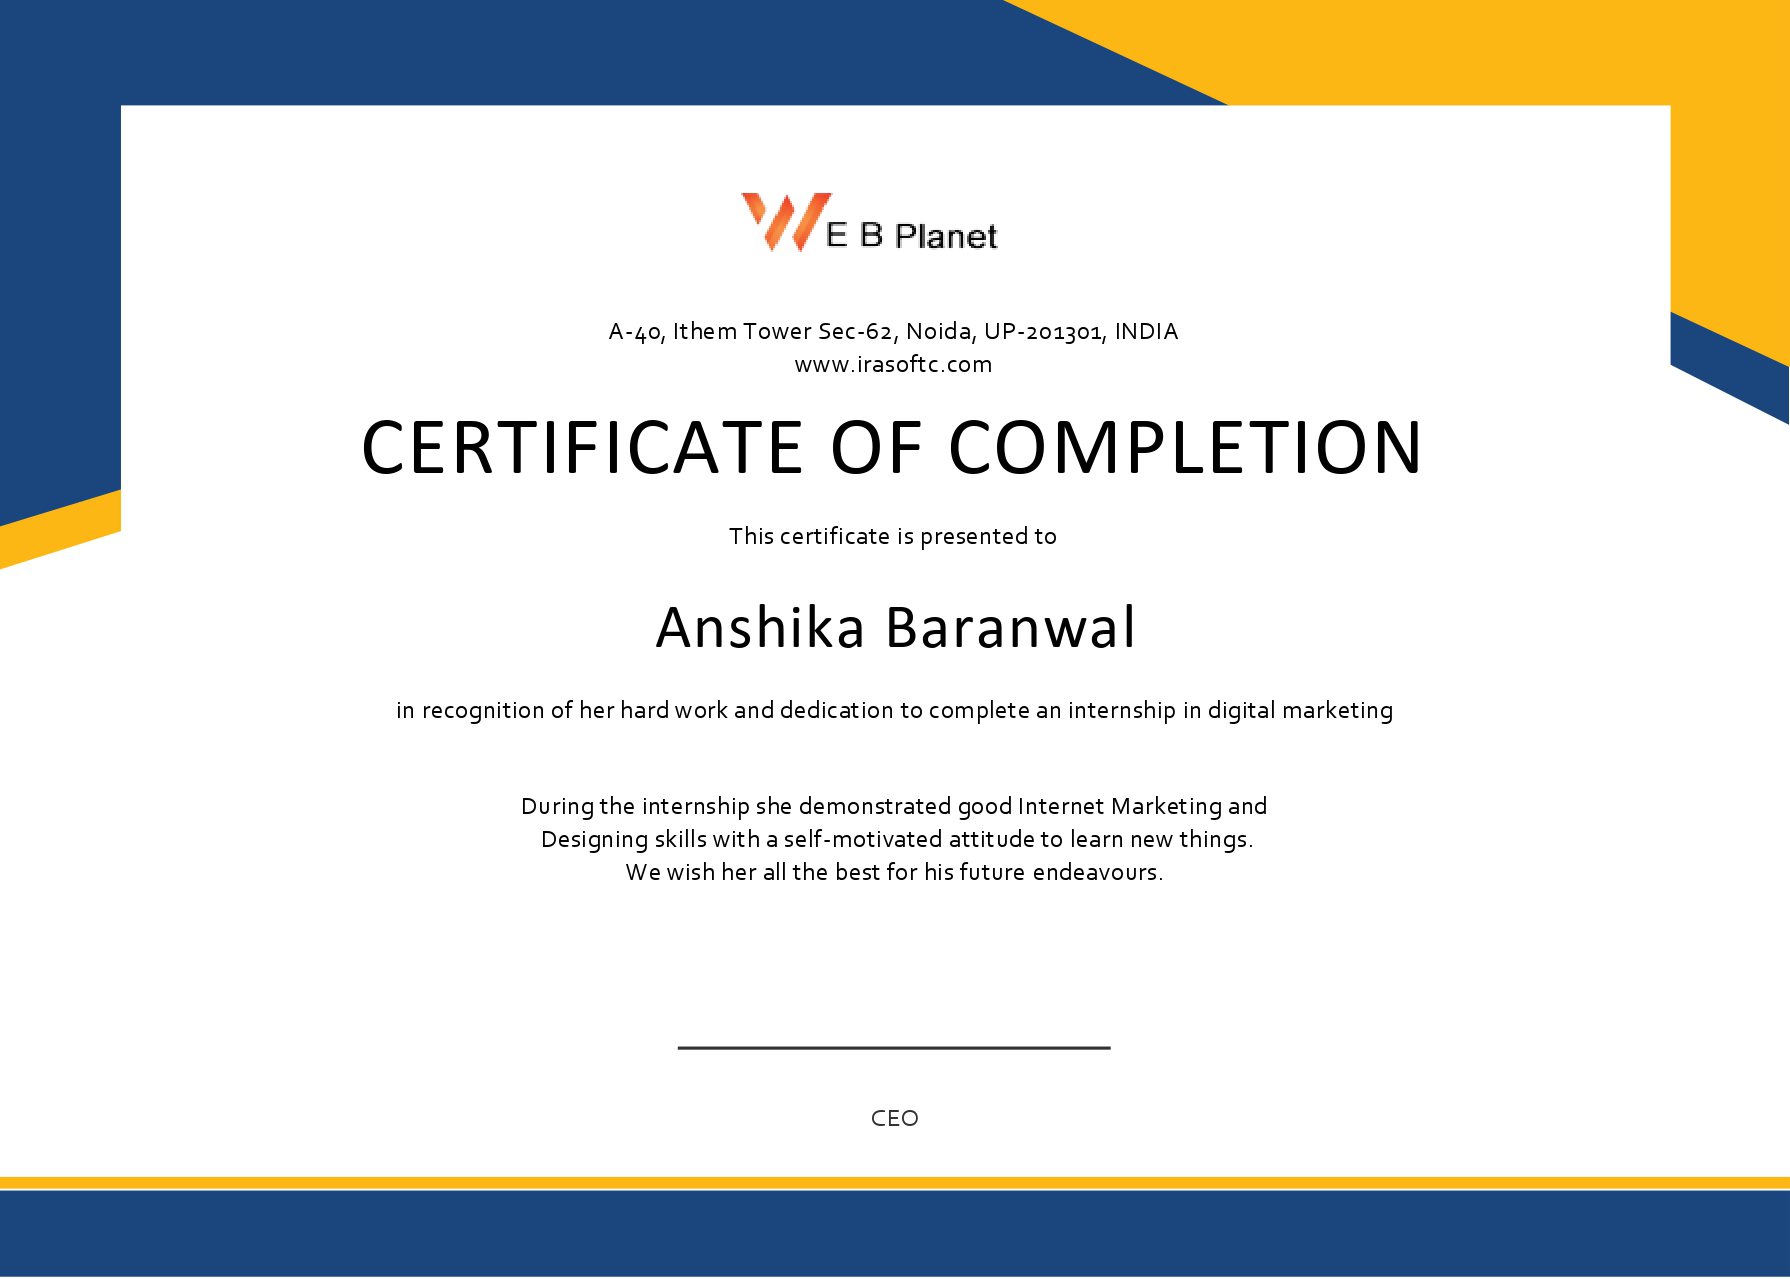 WEB Planet
A-40, Ithem Tower Sec-62, Noida, UP-201301, INDIA
www.irasoftc.com
CERTIFICATE OF COMPLETION
This certificate is presented to
Anshika Baranwal
in recognition of her hard work and dedication to complete an internship in digital marketing
During the internship she demonstrated good Internet Marketing and
Designing skills with a self-motivated attitude to learn new things.
We wish her all the best for his future endeavours.
CEO